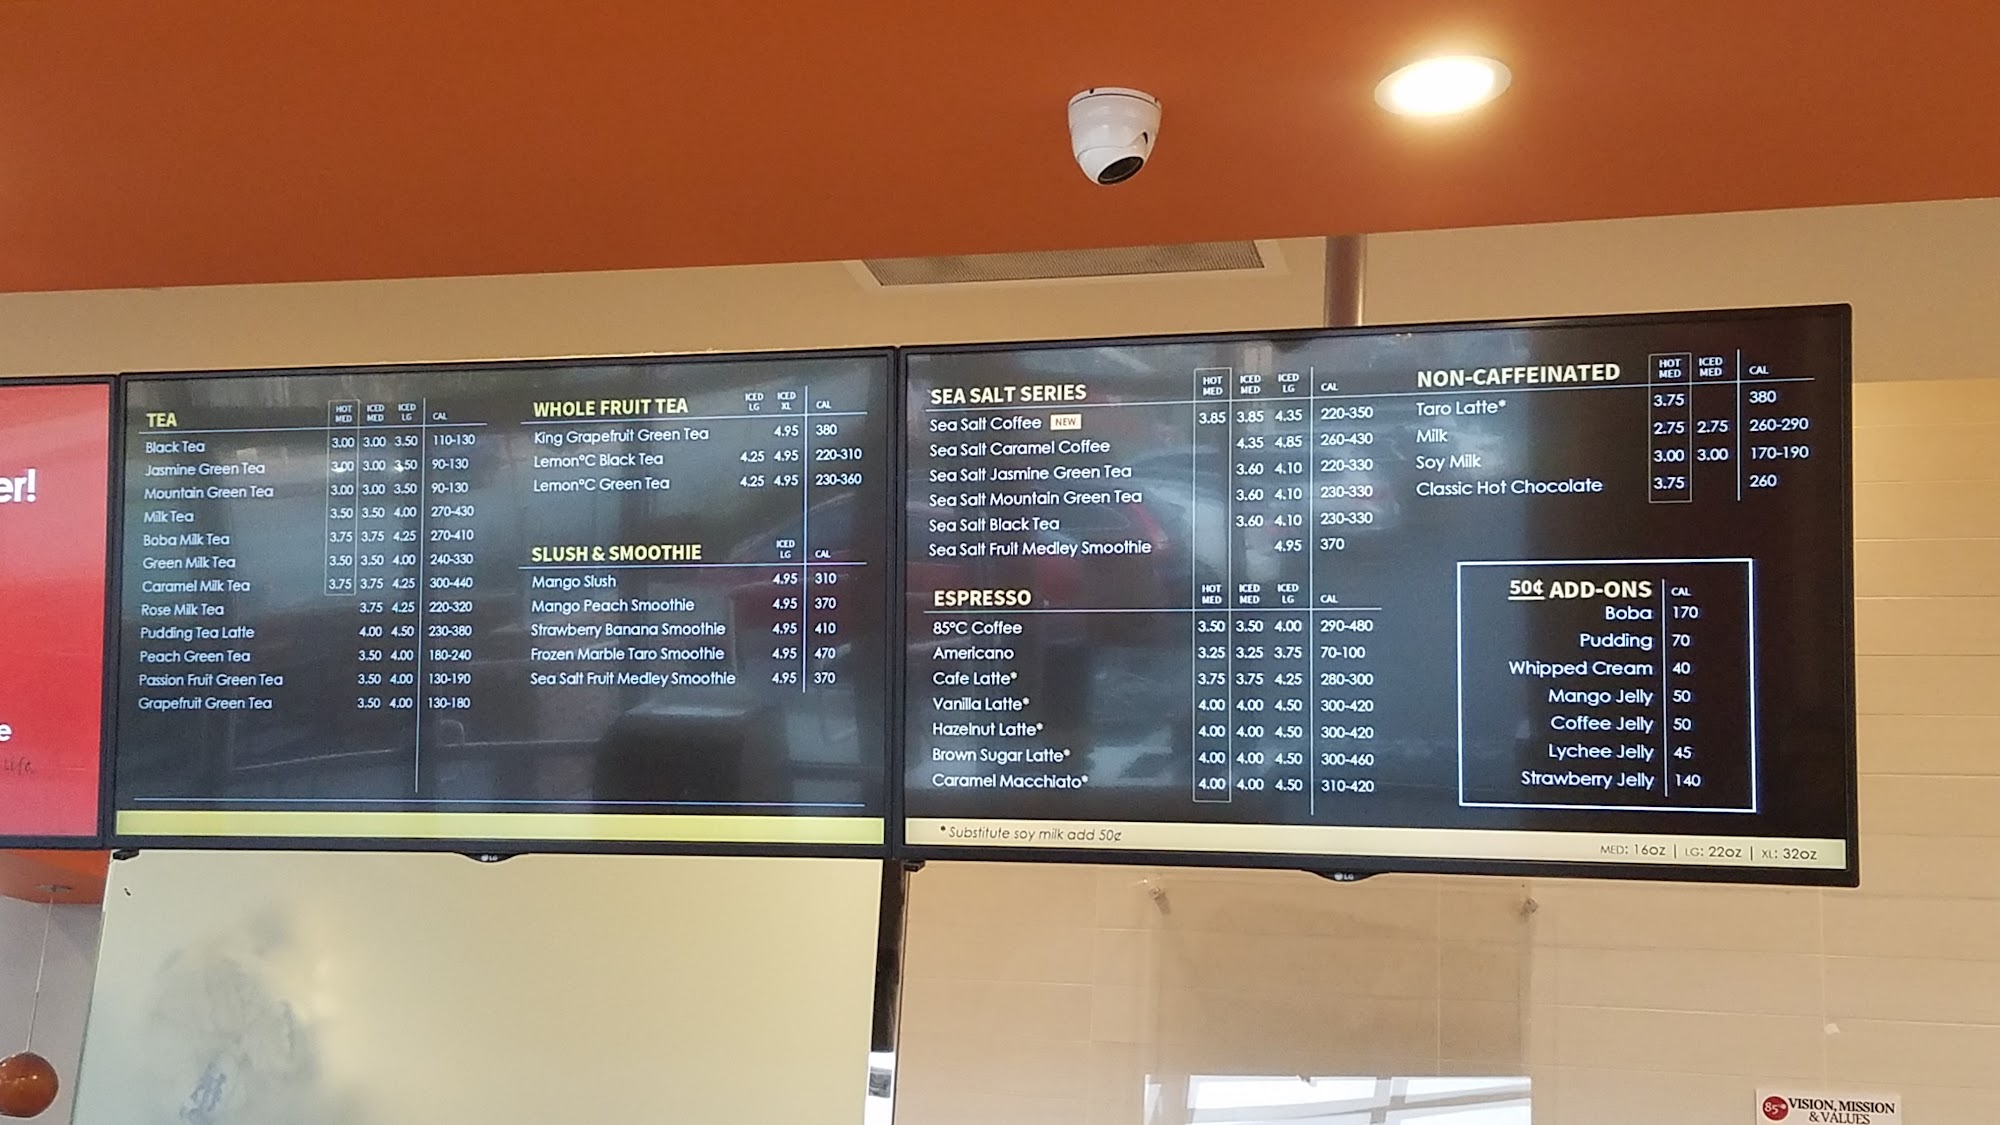 er!
e
Life.
TEA HOT MED ICED MED ICED LG CAL
Black Tea 3.00 3.00 3.50 110-130
Jasmine Green Tea 3.00 3.00 3.50 90-130
Mountain Green Tea 3.00 3.00 3.50 90-130
Milk Tea 3.50 3.50 4.00 270-430
Boba Milk Tea 3.75 3.75 4.25 270-410
Green Milk Tea 3.50 3.50 4.00 240-330
Caramel Milk Tea 3.75 3.75 4.25 300-440
Rose Milk Tea 3.75 4.25 220-320
Pudding Tea Latte 4.00 4.50 230-380
Peach Green Tea 3.50 4.00 180-240
Passion Fruit Green Tea 3.50 4.00 130-190
Grapefruit Green Tea 3.50 4.00 130-180
WHOLE FRUIT TEA ICED LG ICED XL CAL
King Grapefruit Green Tea 4.95 380
Lemon°C Black Tea 4.25 4.95 220-310
Lemon°C Green Tea 4.25 4.95 230-360
SLUSH & SMOOTHIE ICED LG CAL
Mango Slush 4.95 310
Mango Peach Smoothie 4.95 370
Strawberry Banana Smoothie 4.95 410
Frozen Marble Taro Smoothie 4.95 470
Sea Salt Fruit Medley Smoothie 4.95 370
LG
SEA SALT SERIES HOT MED ICED MED ICED LG CAL
Sea Salt Coffee NEW 3.85 3.85 4.35 220-350
Sea Salt Caramel Coffee 4.35 4.85 260-430
Sea Salt Jasmine Green Tea 3.60 4.10 220-330
Sea Salt Mountain Green Tea 3.60 4.10 230-330
Sea Salt Black Tea 3.60 4.10 230-330
Sea Salt Fruit Medley Smoothie 4.95 370
ESPRESSO HOT MED ICED MED ICED LG CAL
85°C Coffee 3.50 3.50 4.00 290-480
Americano 3.25 3.25 3.75 70-100
Cafe Latte* 3.75 3.75 4.25 280-300
Vanilla Latte* 4.00 4.00 4.50 300-420
Hazelnut Latte* 4.00 4.00 4.50 300-420
Brown Sugar Latte* 4.00 4.00 4.50 300-460
Caramel Macchiato* 4.00 4.00 4.50 310-420
NON-CAFFEINATED HOT MED ICED MED CAL
Taro Latte* 3.75 380
Milk 2.75 2.75 260-290
Soy Milk 3.00 3.00 170-190
Classic Hot Chocolate 3.75 260
50¢ ADD-ONS CAL
Boba 170
Pudding 70
Whipped Cream 40
Mango Jelly 50
Coffee Jelly 50
Lychee Jelly 45
Strawberry Jelly 140
* Substitute soy milk add 50¢
MED: 16OZ | LG: 22OZ | XL: 32OZ
LG
85°C VISION, MISSION
& VALUES